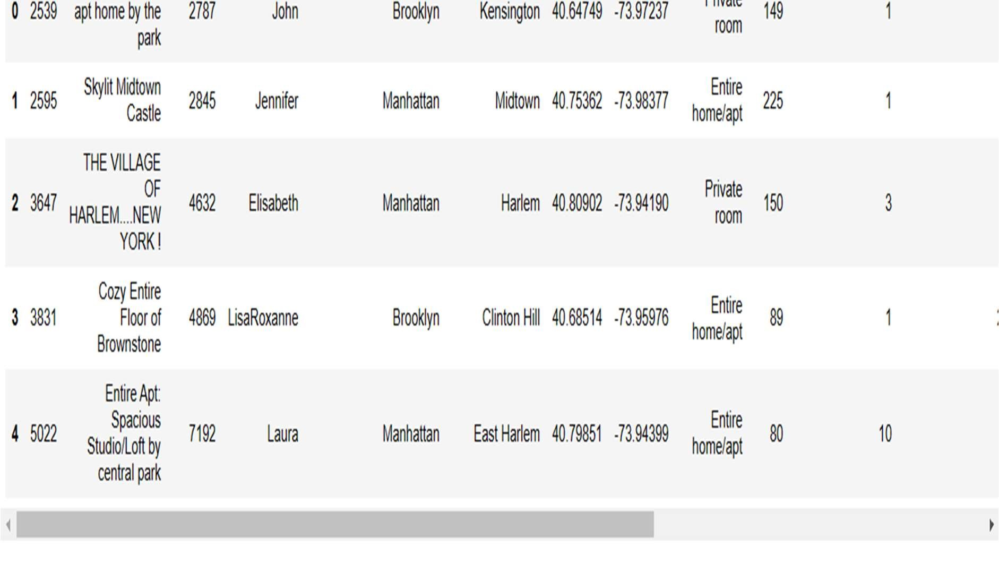 0 2539 apt home by the park 2787 John Brooklyn Kensington 40.64749 -73.97237 Private room 149 1
1 2595 Skylit Midtown Castle 2845 Jennifer Manhattan Midtown 40.75362 -73.98377 Entire home/apt 225 1
2 3647 THE VILLAGE OF HARLEM....NEW YORK ! 4632 Elisabeth Manhattan Harlem 40.80902 -73.94190 Private room 150 3
3 3831 Cozy Entire Floor of Brownstone 4869 LisaRoxanne Brooklyn Clinton Hill 40.68514 -73.95976 Entire home/apt 89 1
4 5022 Entire Apt: Spacious Studio/Loft by central park 7192 Laura Manhattan East Harlem 40.79851 -73.94399 Entire home/apt 80 10